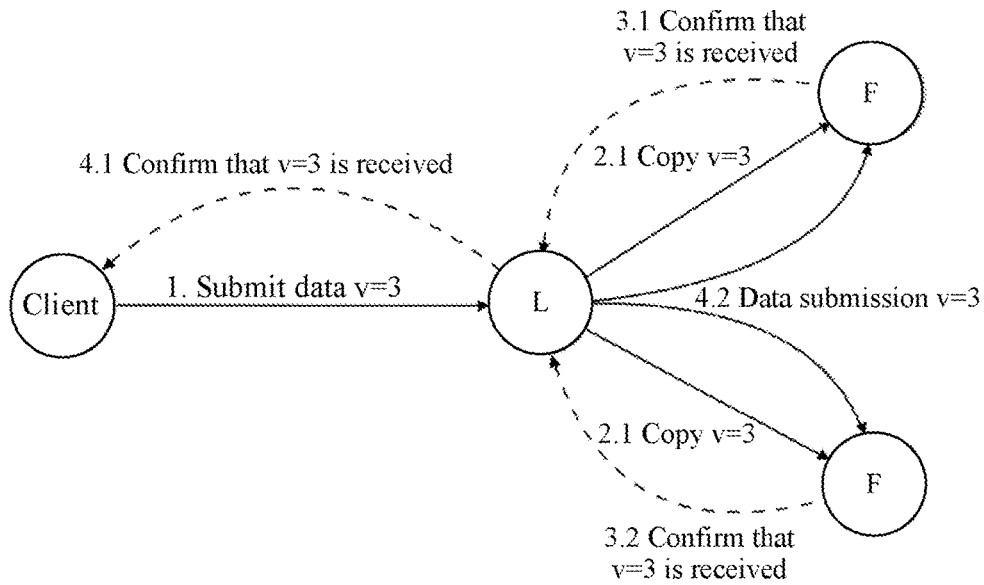 3.1 Confirm that
v=3 is received
F
2.1 Copy v=3
4.1 Confirm that v=3 is received
Client
1. Submit data v=3
L
4.2 Data submission v=3
2.1 Copy v=3
F
3.2 Confirm that
v=3 is received